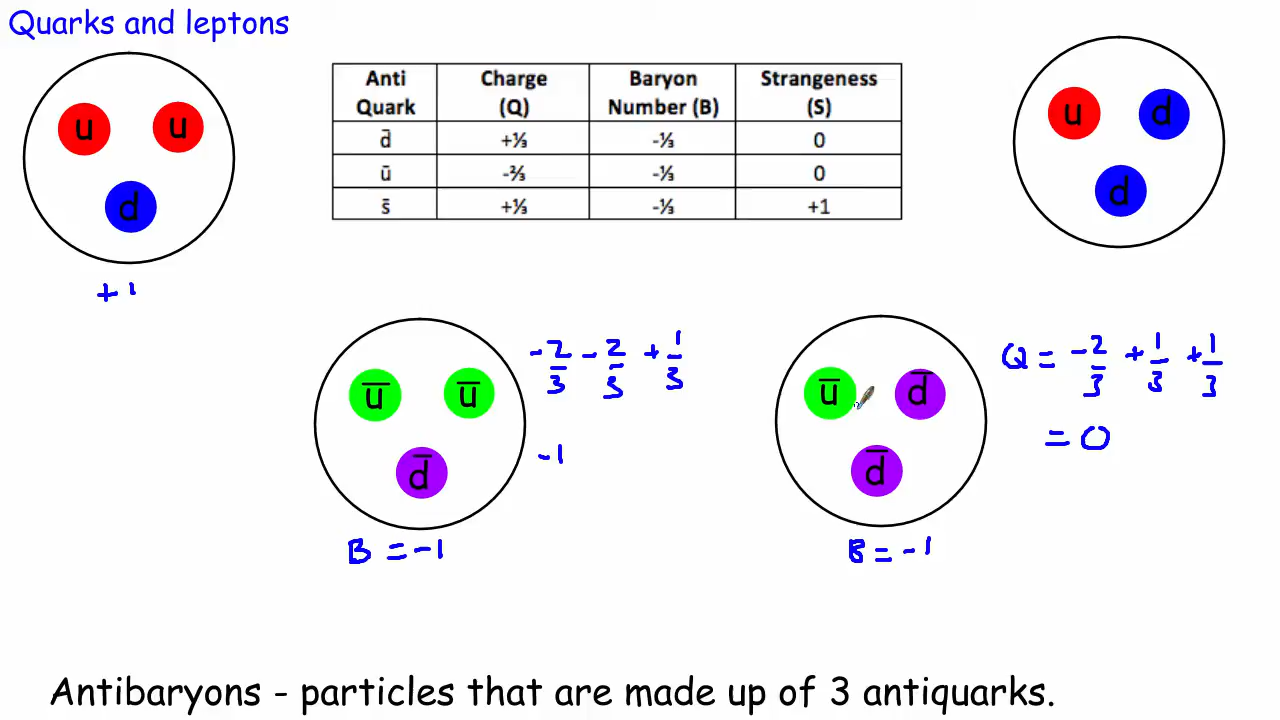 Quarks and leptons
u u
d
+1
Anti Quark Charge (Q) Baryon Number (B) Strangeness (S)
d̄ +⅓ -⅓ 0
ū -⅔ -⅓ 0
s̄ +⅓ -⅓ +1
u d
d
ū ū
d̄
-2/3 - 2/3 + 1/3
-1
B = -1
ū d̄
d̄
Q = -2/3 + 1/3 + 1/3
= 0
B = -1
Antibaryons - particles that are made up of 3 antiquarks.